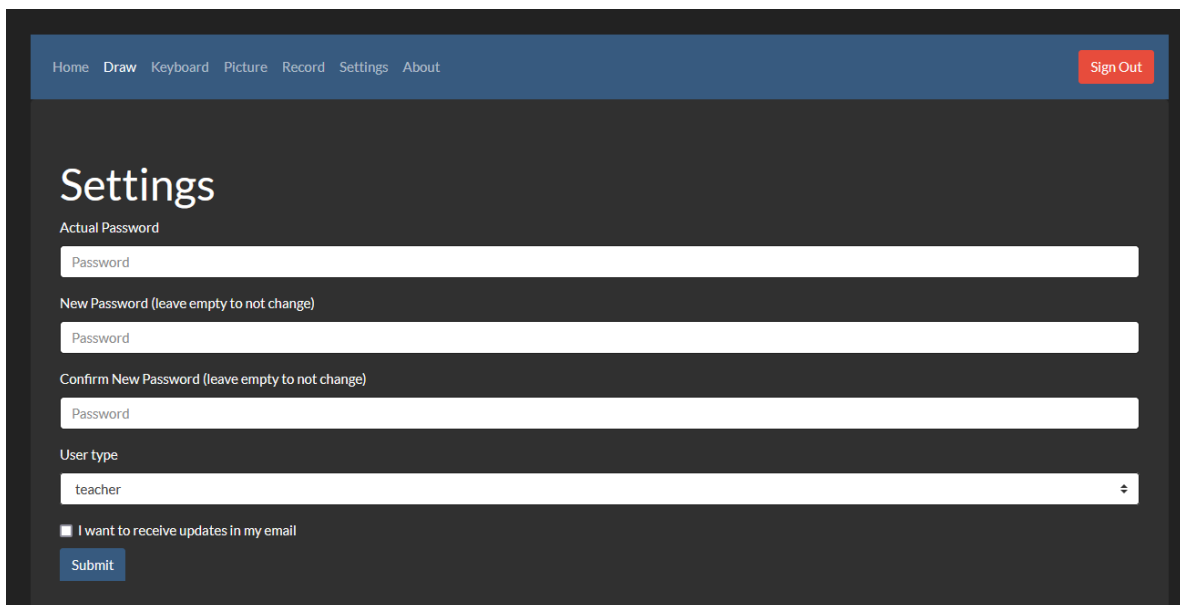 Home Draw Keyboard Picture Record Settings About Sign Out
Settings
Actual Password
Password
New Password (leave empty to not change)
Password
Confirm New Password (leave empty to not change)
Password
User type
teacher
I want to receive updates in my email
Submit